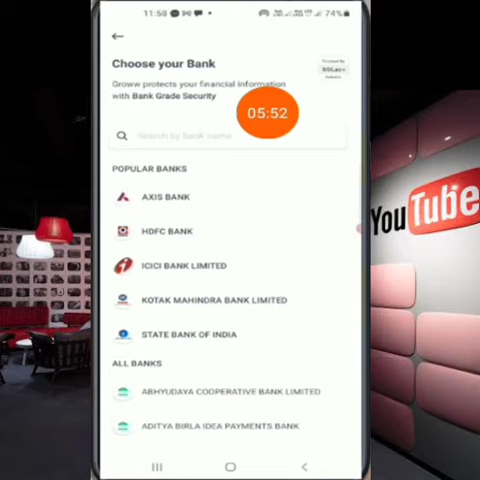 11:58
74%
Choose your Bank
Groww protects your financial information
with Bank Grade Security
05:52
Search by bank name
POPULAR BANKS
AXIS BANK
HDFC BANK
ICICI BANK LIMITED
KOTAK MAHINDRA BANK LIMITED
STATE BANK OF INDIA
ALL BANKS
ABHYUDAYA COOPERATIVE BANK LIMITED
ADITYA BIRLA IDEA PAYMENTS BANK
YouTube